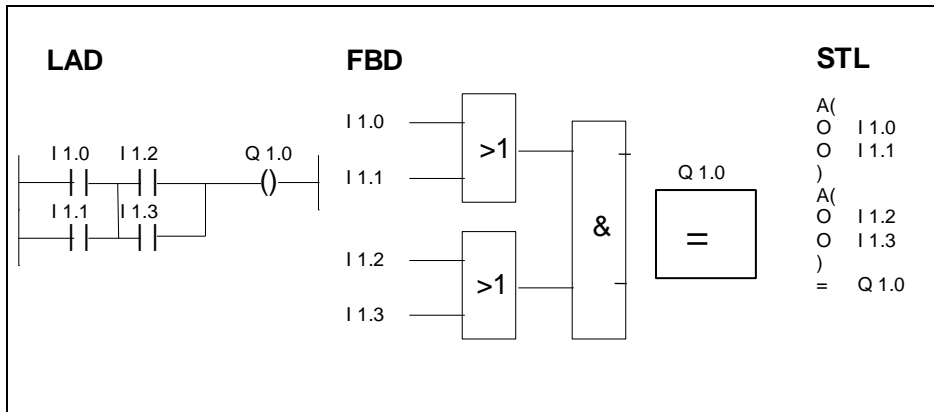 LAD
I 1.0 I 1.2 Q 1.0
()
I 1.1 I 1.3
FBD
I 1.0
>1
I 1.1
I 1.2
>1
I 1.3
&
Q 1.0
=
STL
A(
O I 1.0
O I 1.1
)
A(
O I 1.2
O I 1.3
)
= Q 1.0